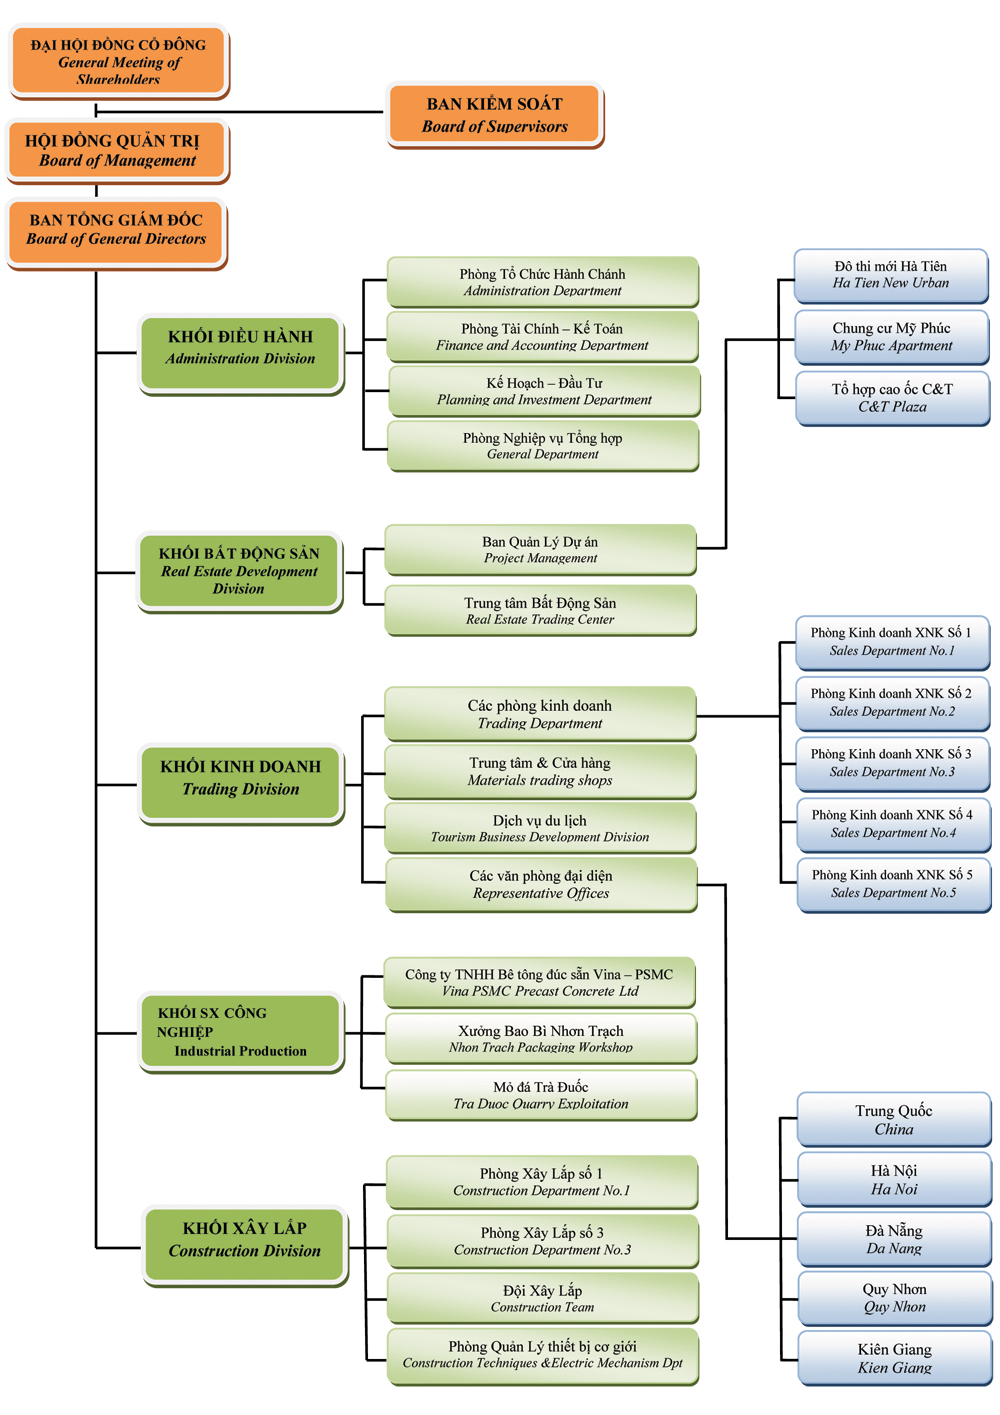 ĐẠI HỘI ĐỒNG CỔ ĐÔNG
General Meeting of
Shareholders
BAN KIỂM SOÁT
Board of Supervisors
HỘI ĐỒNG QUẢN TRỊ
Board of Management
BAN TỔNG GIÁM ĐỐC
Board of General Directors
KHỐI ĐIỀU HÀNH
Administration Division
Phòng Tổ Chức Hành Chánh
Administration Department
Phòng Tài Chính – Kế Toán
Finance and Accounting Department
Kế Hoạch – Đầu Tư
Planning and Investment Department
Phòng Nghiệp vụ Tổng hợp
General Department
Đô thi mới Hà Tiên
Ha Tien New Urban
Chung cư Mỹ Phúc
My Phuc Apartment
Tổ hợp cao ốc C&T
C&T Plaza
KHỐI BẤT ĐỘNG SẢN
Real Estate Development
Division
Ban Quản Lý Dự án
Project Management
Trung tâm Bất Động Sản
Real Estate Trading Center
KHỐI KINH DOANH
Trading Division
Các phòng kinh doanh
Trading Department
Trung tâm & Cửa hàng
Materials trading shops
Dịch vụ du lịch
Tourism Business Development Division
Các văn phòng đại diện
Representative Offices
Phòng Kinh doanh XNK Số 1
Sales Department No.1
Phòng Kinh doanh XNK Số 2
Sales Department No.2
Phòng Kinh doanh XNK Số 3
Sales Department No.3
Phòng Kinh doanh XNK Số 4
Sales Department No.4
Phòng Kinh doanh XNK Số 5
Sales Department No.5
KHỐI SX CÔNG
NGHIỆP
Industrial Production
Công ty TNHH Bê tông đúc sẵn Vina – PSMC
Vina PSMC Precast Concrete Ltd
Xưởng Bao Bì Nhơn Trạch
Nhon Trach Packaging Workshop
Mỏ đá Trà Đuốc
Tra Duoc Quarry Exploitation
KHỐI XÂY LẮP
Construction Division
Phòng Xây Lắp số 1
Construction Department No.1
Phòng Xây Lắp số 3
Construction Department No.3
Đội Xây Lắp
Construction Team
Phòng Quản Lý thiết bị cơ giới
Construction Techniques &Electric Mechanism Dpt
Trung Quốc
China
Hà Nội
Ha Noi
Đà Nẵng
Da Nang
Quy Nhơn
Quy Nhon
Kiên Giang
Kien Giang